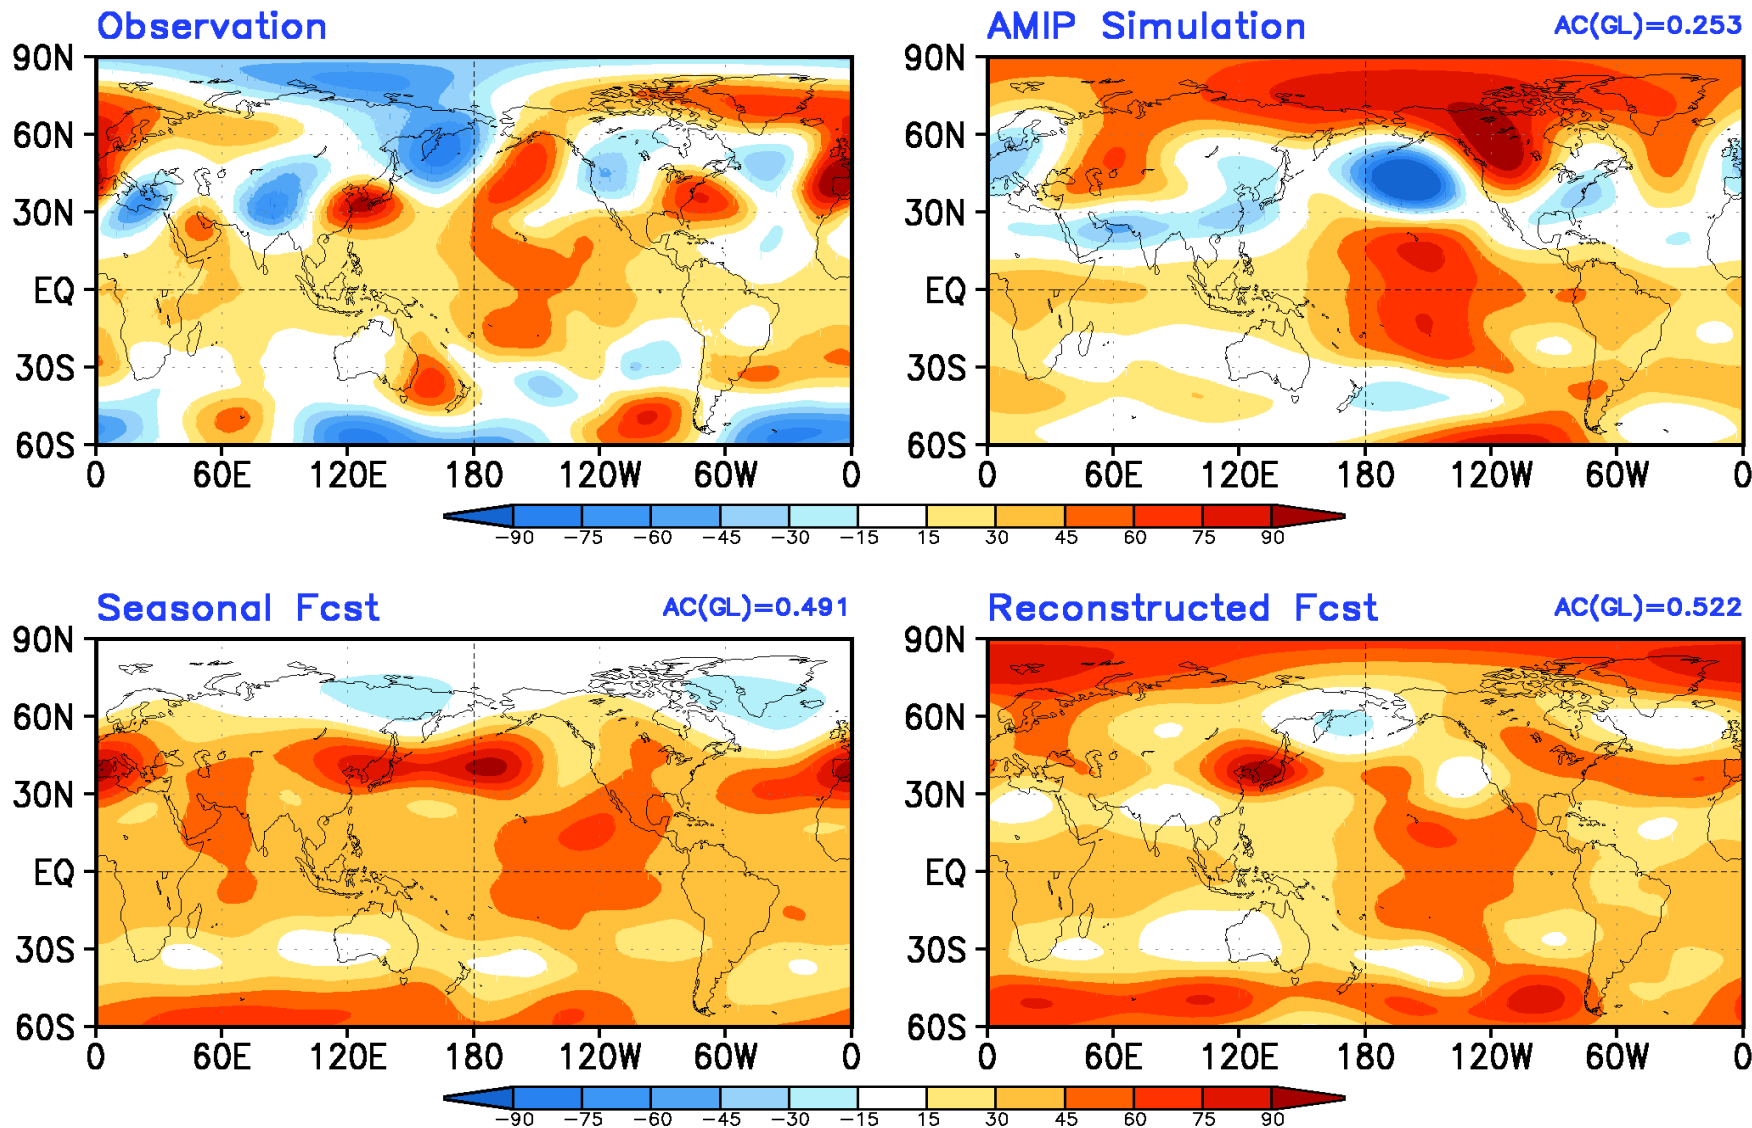 Observation
AMIP Simulation AC(GL)=0.253
90N 90N
60N 60N
30N 30N
EQ EQ
30S 30S
60S 60S
0 60E 120E 180 120W 60W 0 0 60E 120E 180 120W 60W 0
-90 -75 -60 -45 -30 -15 15 30 45 60 75 90
Seasonal Fcst AC(GL)=0.491
Reconstructed Fcst AC(GL)=0.522
90N 90N
60N 60N
30N 30N
EQ EQ
30S 30S
60S 60S
0 60E 120E 180 120W 60W 0 0 60E 120E 180 120W 60W 0
-90 -75 -60 -45 -30 -15 15 30 45 60 75 90